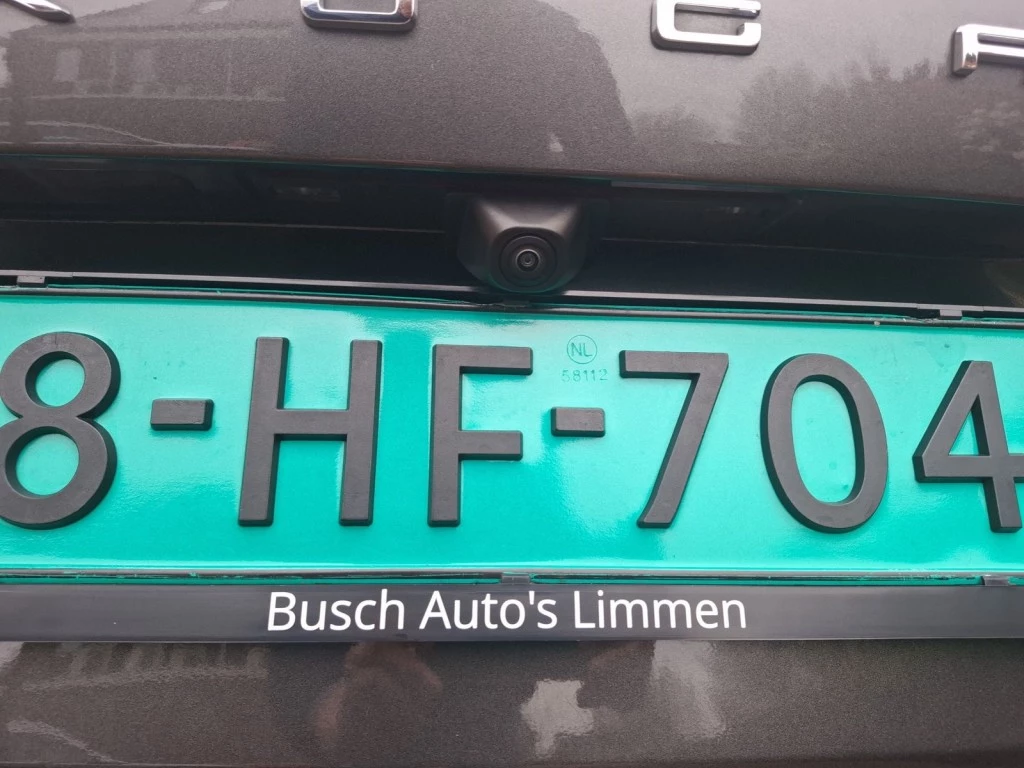 NL
58112
8-HF-704
Busch Auto's Limmen